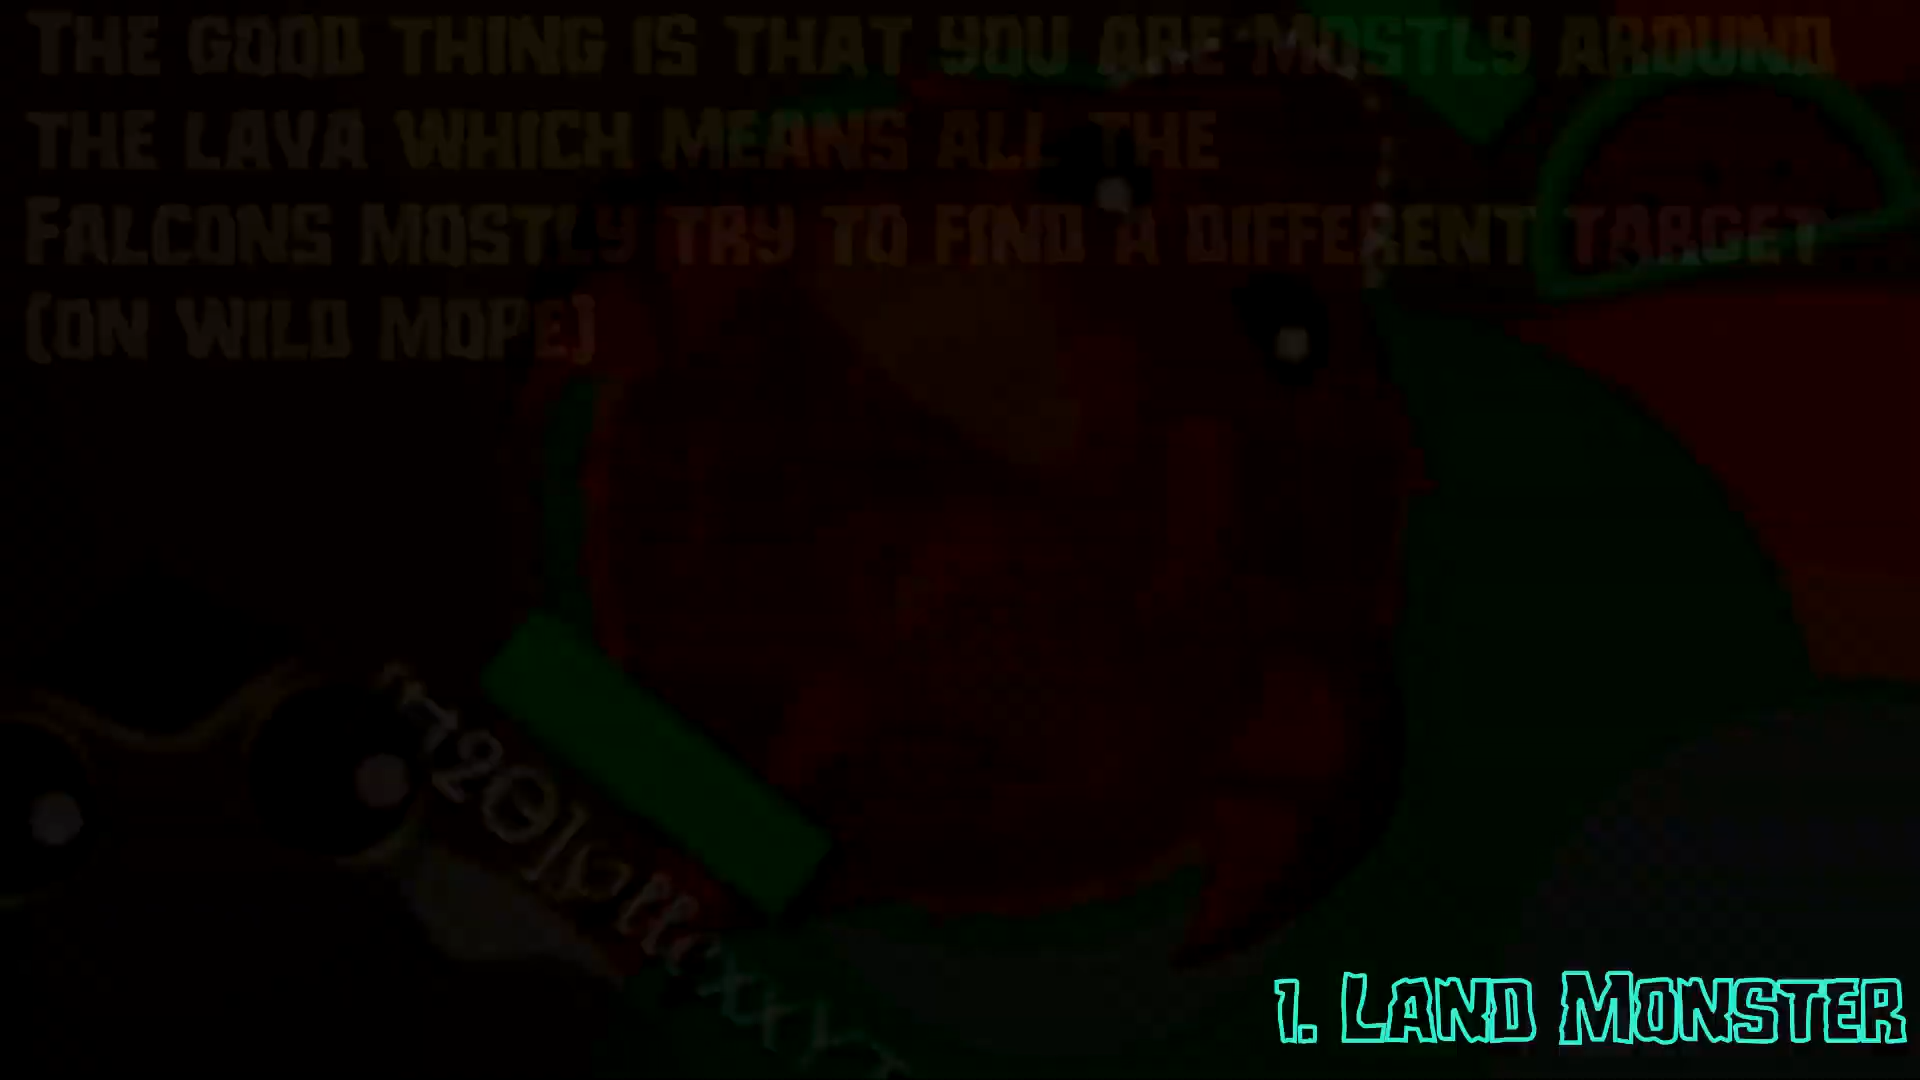 The good thing is that you are mostly around
the lava which means all the
Falcons mostly try to find a different target
(on wild mope)
1. Land Monster